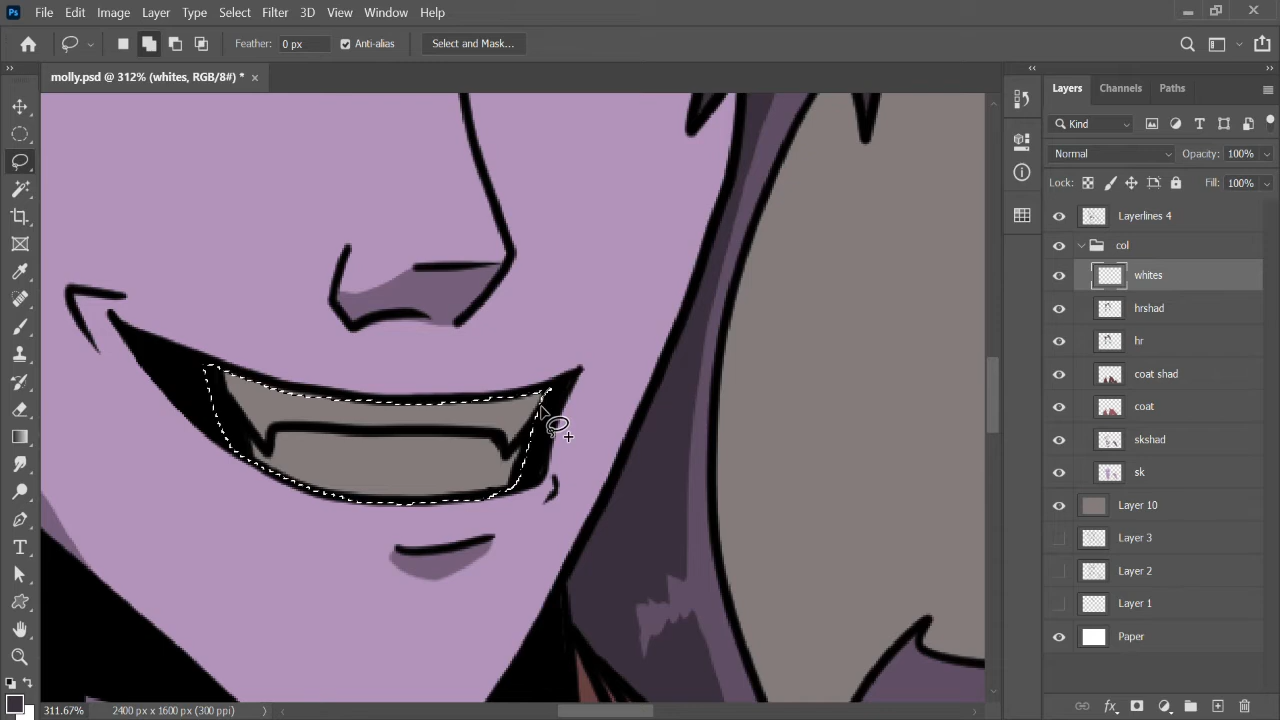 Ps File Edit Image Layer Type Select Filter 3D View Window Help
Feather: 0 px Anti-alias Select and Mask...
molly.psd @ 312% (whites, RGB/8#) *
Layers Channels Paths
Kind
Normal Opacity: 100%
Lock: Fill: 100%
Layerlines 4
col
whites
hrshad
hr
coat shad
coat
skshad
sk
Layer 10
Layer 3
Layer 2
Layer 1
Paper
311.67% 2400 px x 1600 px (300 ppi)